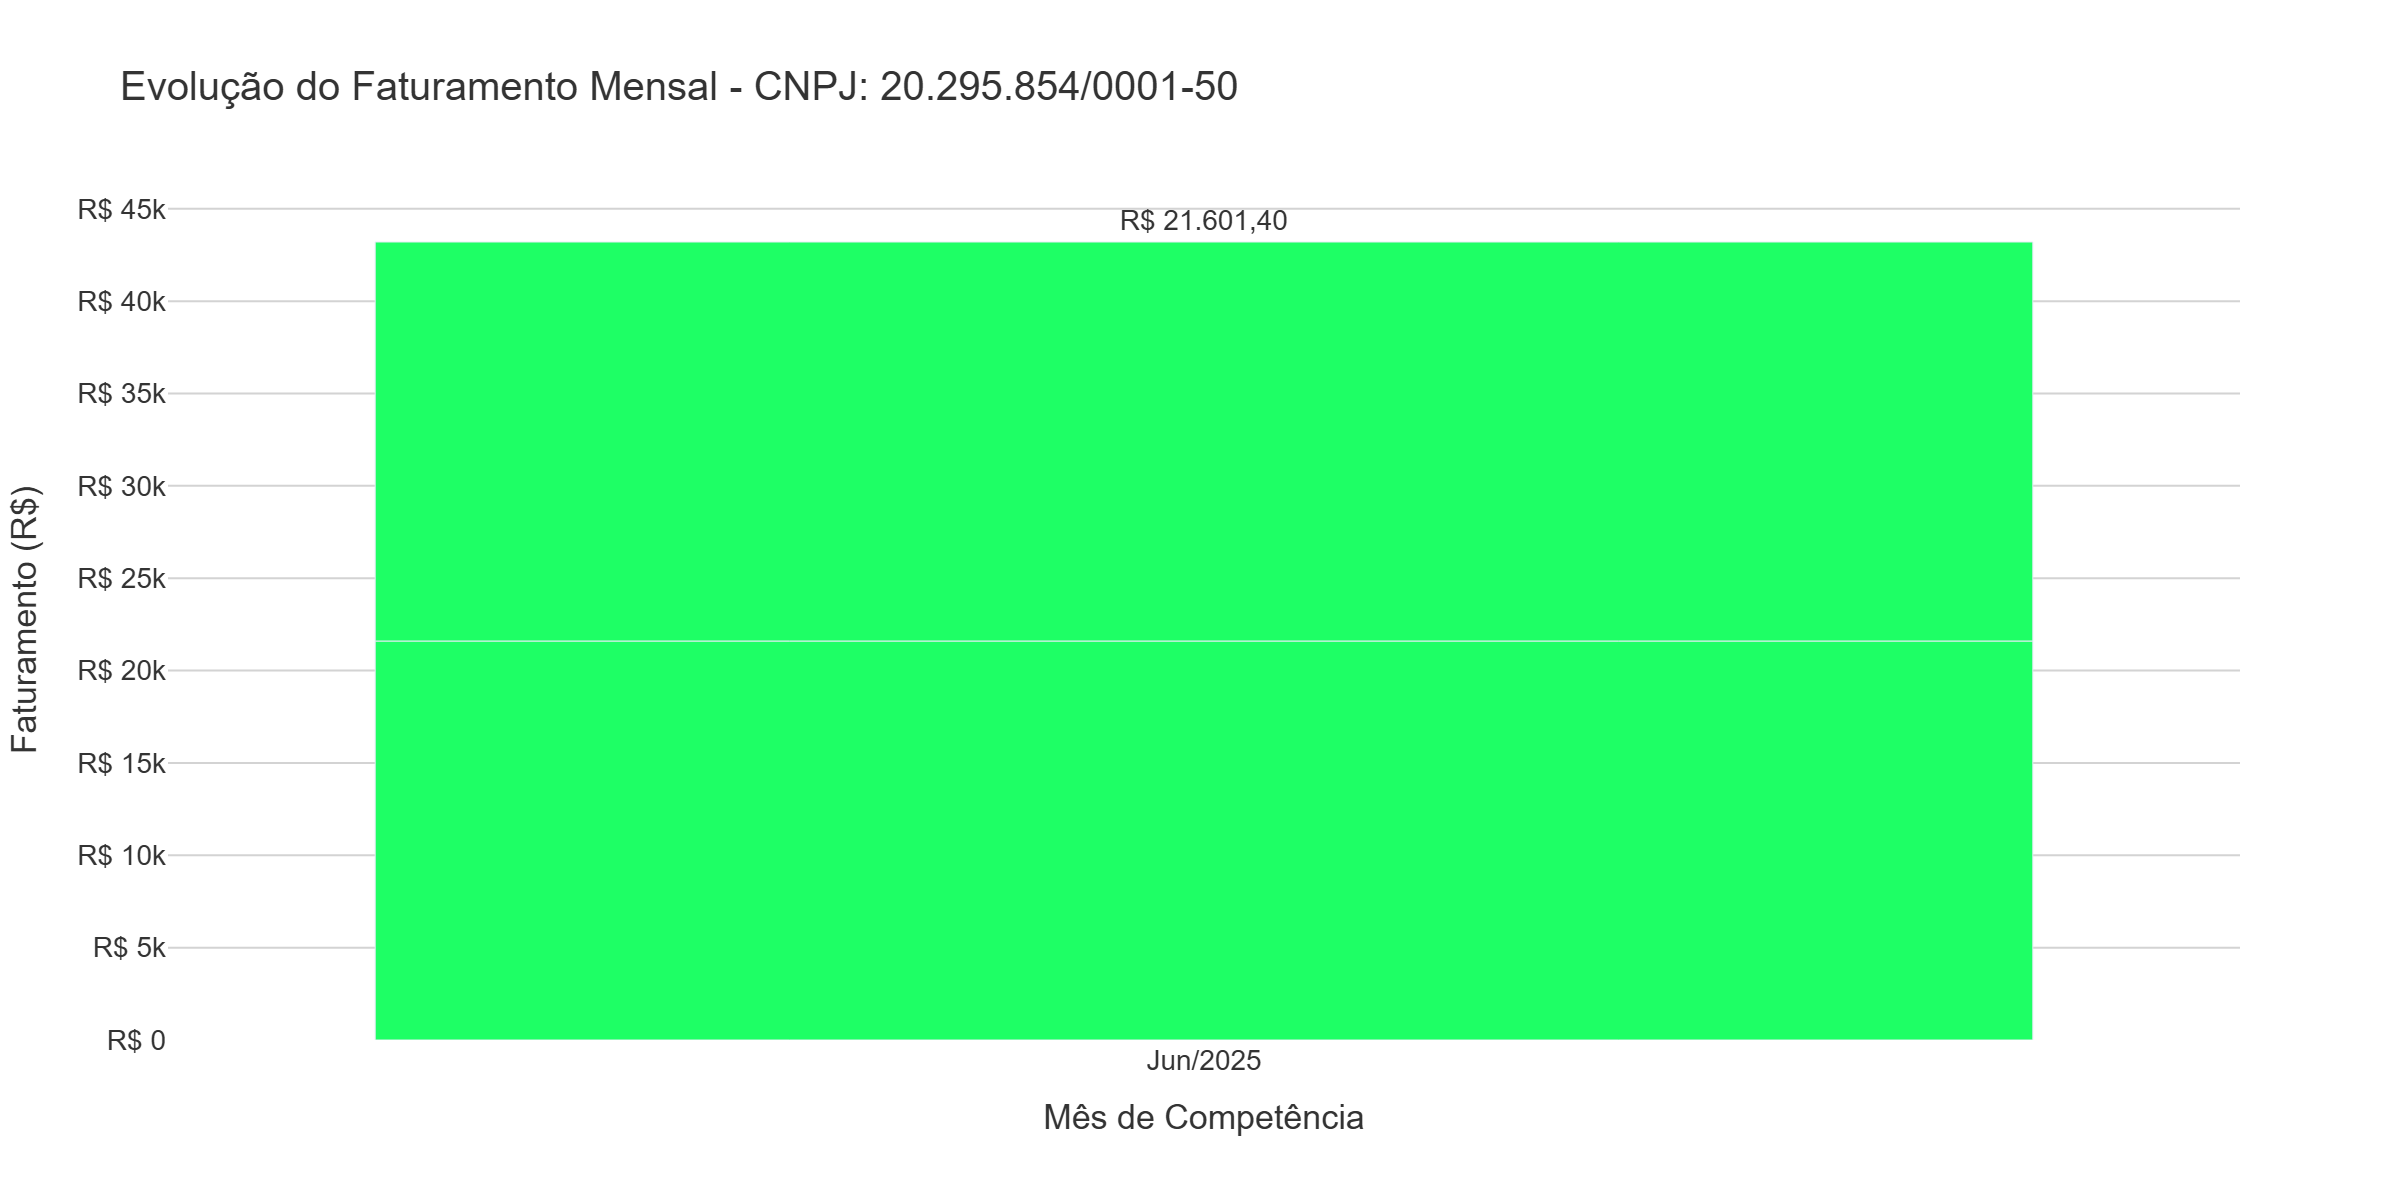 Evolução do Faturamento Mensal - CNPJ: 20.295.854/0001-50
R$ 45k
R$ 21.601,40
R$ 40k
R$ 35k
R$ 30k
R$ 25k
R$ 20k
R$ 15k
R$ 10k
R$ 5k
R$ 0
Faturamento (R$)
Jun/2025
Mês de Competência